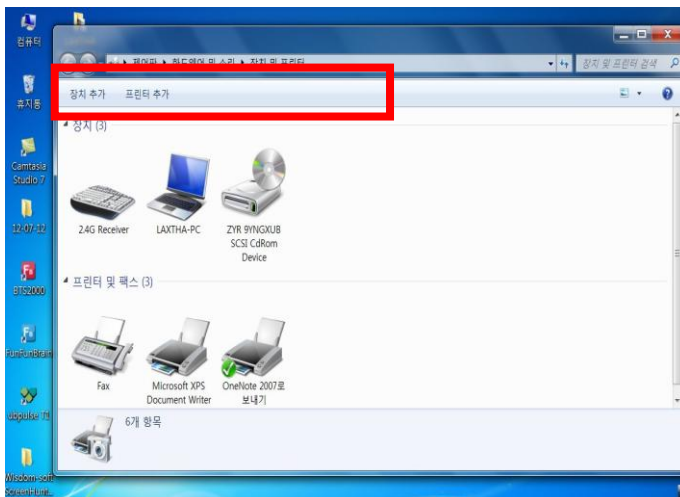 컴퓨터
휴지통
Camtasia
Studio 7
12-07-12
BTS2000
FunFunBrain
ubpulse T1
Wisdom-soft
ScreenHunt...
제어판 ▸ 하드웨어 및 소리 ▸ 장치 및 프린터
장치 및 프린터 검색
장치 추가 프린터 추가
장치 (3)
2.4G Receiver
LAXTHA-PC
ZYR 9YNGXUB
SCSI CdRom
Device
프린터 및 팩스 (3)
Fax
Microsoft XPS
Document Writer
OneNote 2007로
보내기
6개 항목